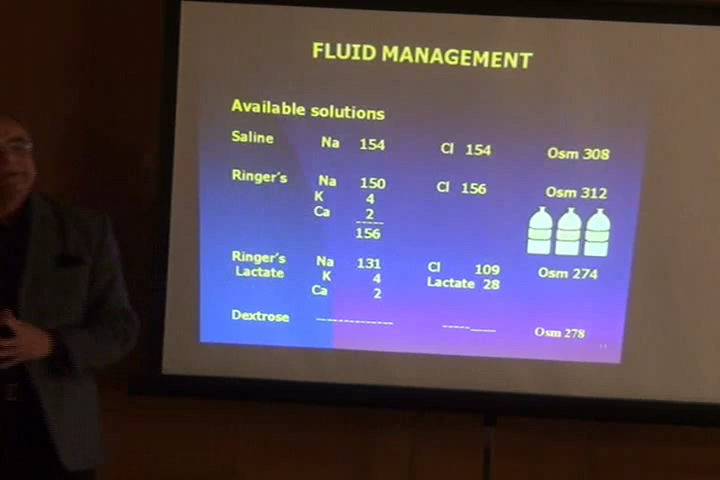 FLUID MANAGEMENT
Available solutions
Saline Na 154 Cl 154 Osm 308
Ringer's Na 150 Cl 156 Osm 312
K 4
Ca 2
-----
156
Ringer's Na 131 Cl 109 Osm 274
Lactate K 4 Lactate 28
Ca 2
Dextrose -------------- ---------- Osm 278